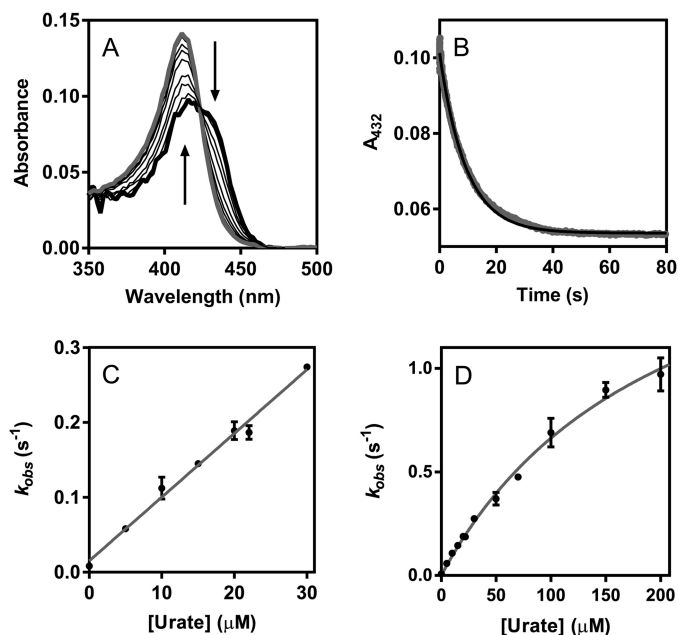 A
Absorbance
0.15
0.10
0.05
0.00
350 400 450 500
Wavelength (nm)
B
A432
0.10
0.08
0.06
0 20 40 60 80
Time (s)
C
kobs (s-1)
0.3
0.2
0.1
0.0
0 10 20 30
[Urate] (μM)
D
kobs (s-1)
1.0
0.5
0.0
0 50 100 150 200
[Urate] (μM)